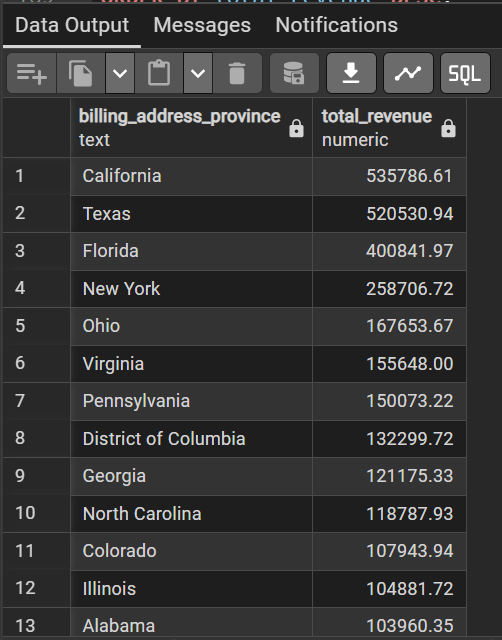 Data Output Messages Notifications
SQL
billing_address_province total_revenue
text numeric
1 California 535786.61
2 Texas 520530.94
3 Florida 400841.97
4 New York 258706.72
5 Ohio 167653.67
6 Virginia 155648.00
7 Pennsylvania 150073.22
8 District of Columbia 132299.72
9 Georgia 121175.33
10 North Carolina 118787.93
11 Colorado 107943.94
12 Illinois 104881.72
13 Alabama 103960.35